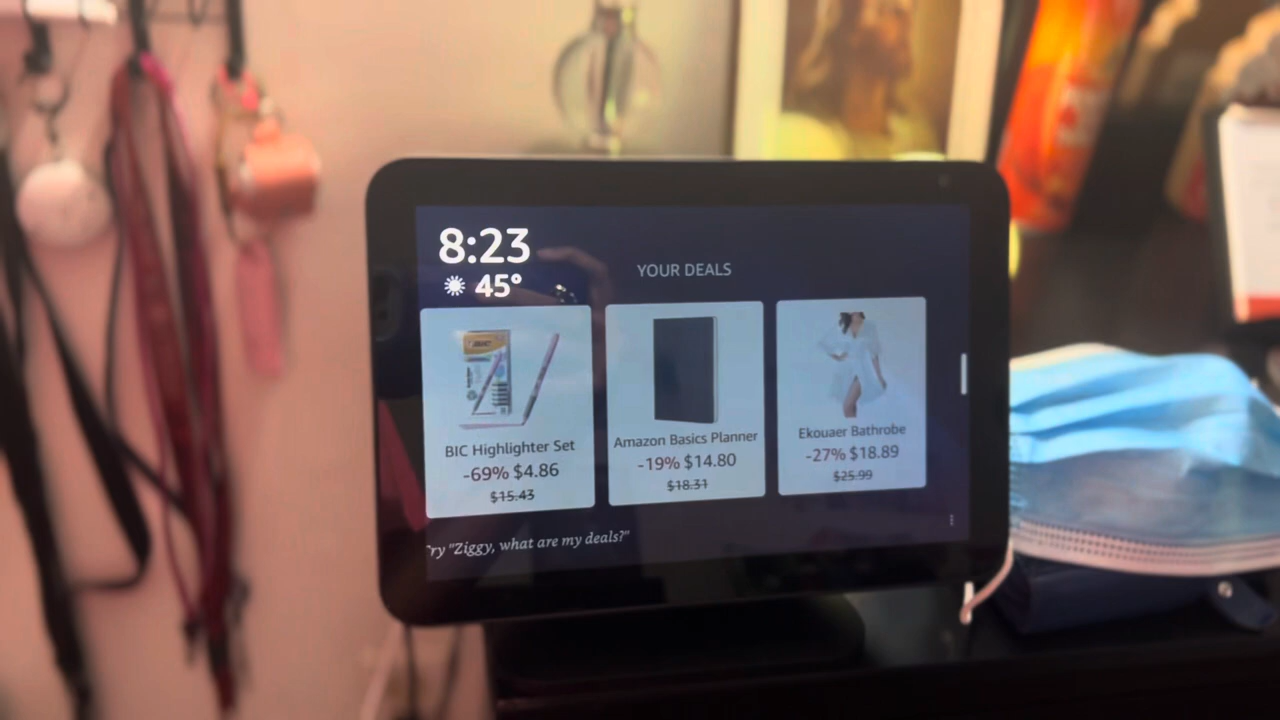 8:23
45°
YOUR DEALS
BIC Highlighter Set
-69% $4.86
$15.43
Amazon Basics Planner
-19% $14.80
$18.31
Ekouaer Bathrobe
-27% $18.89
$25.99
ry "Ziggy, what are my deals?"